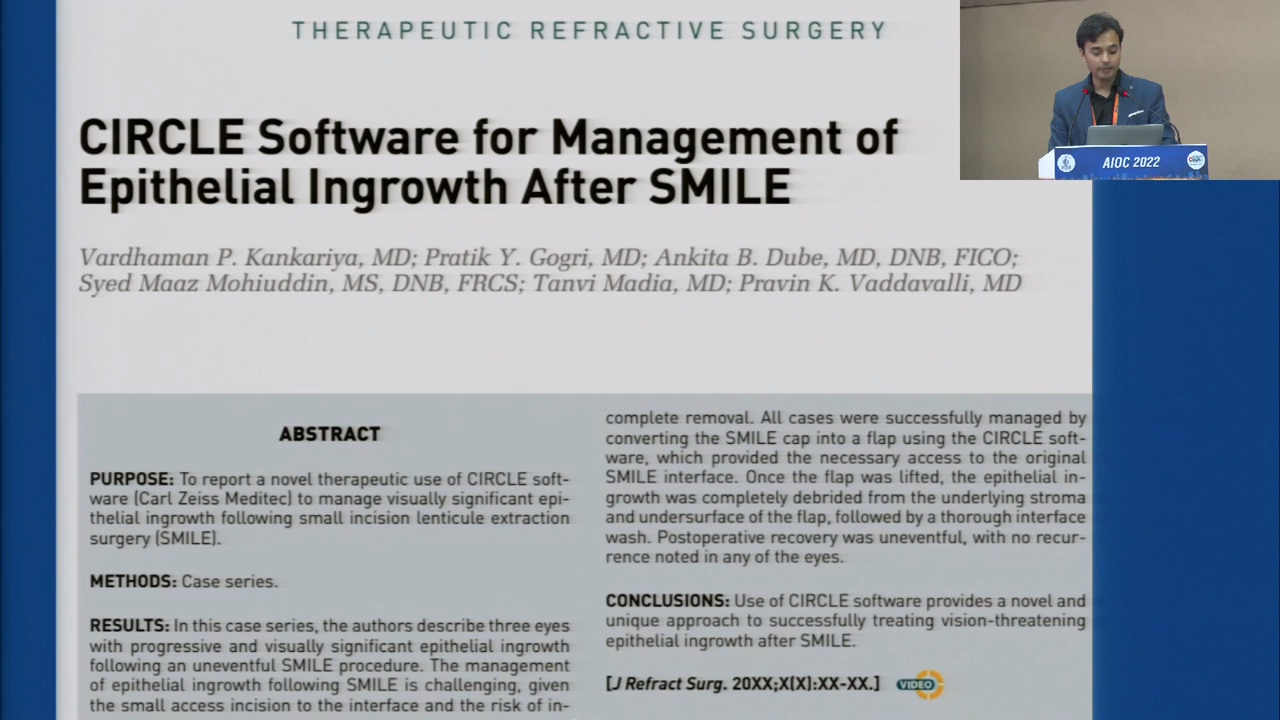 THERAPEUTIC REFRACTIVE SURGERY
CIRCLE Software for Management of
Epithelial Ingrowth After SMILE
Vardhaman P. Kankariya, MD; Pratik Y. Gogri, MD; Ankita B. Dube, MD, DNB, FICO;
Syed Maaz Mohiuddin, MS, DNB, FRCS; Tanvi Madia, MD; Pravin K. Vaddavalli, MD
ABSTRACT
PURPOSE: To report a novel therapeutic use of CIRCLE soft-
ware (Carl Zeiss Meditec) to manage visually significant epi-
thelial ingrowth following small incision lenticule extraction
surgery (SMILE).
METHODS: Case series.
RESULTS: In this case series, the authors describe three eyes
with progressive and visually significant epithelial ingrowth
following an uneventful SMILE procedure. The management
of epithelial ingrowth following SMILE is challenging, given
the small access incision to the interface and the risk of in-
complete removal. All cases were successfully managed by
converting the SMILE cap into a flap using the CIRCLE soft-
ware, which provided the necessary access to the original
SMILE interface. Once the flap was lifted, the epithelial in-
growth was completely debrided from the underlying stroma
and undersurface of the flap, followed by a thorough interface
wash. Postoperative recovery was uneventful, with no recur-
rence noted in any of the eyes.
CONCLUSIONS: Use of CIRCLE software provides a novel and
unique approach to successfully treating vision-threatening
epithelial ingrowth after SMILE.
[J Refract Surg. 20XX;X(X):XX-XX.]
VIDEO
AIOC 2022